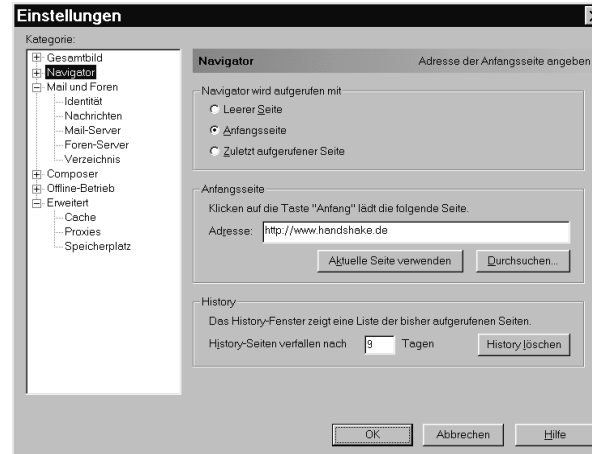 Einstellungen
Kategorie:
Gesamtbild
Navigator
Mail und Foren
Identität
Nachrichten
Mail-Server
Foren-Server
Verzeichnis
Composer
Offline-Betrieb
Erweitert
Cache
Proxies
Speicherplatz
Navigator Adresse der Anfangsseite angeben
Navigator wird aufgerufen mit
Leerer Seite
Anfangsseite
Zuletzt aufgerufener Seite
Anfangsseite
Klicken auf die Taste "Anfang" lädt die folgende Seite.
Adresse: http://www.handshake.de
Aktuelle Seite verwenden Durchsuchen...
History
Das History-Fenster zeigt eine Liste der bisher aufgerufenen Seiten.
History-Seiten verfallen nach 9 Tagen History löschen
OK Abbrechen Hilfe